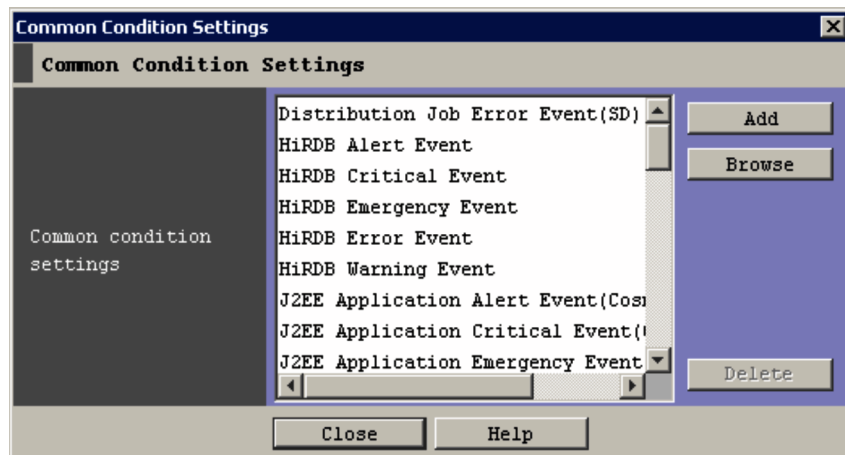 Common Condition Settings
Common Condition Settings
Common condition
settings
Distribution Job Error Event(SD)
HiRDB Alert Event
HiRDB Critical Event
HiRDB Emergency Event
HiRDB Error Event
HiRDB Warning Event
J2EE Application Alert Event(
J2EE Application Critical Event(
J2EE Application Emergency Event
Add
Browse
Delete
Close
Help